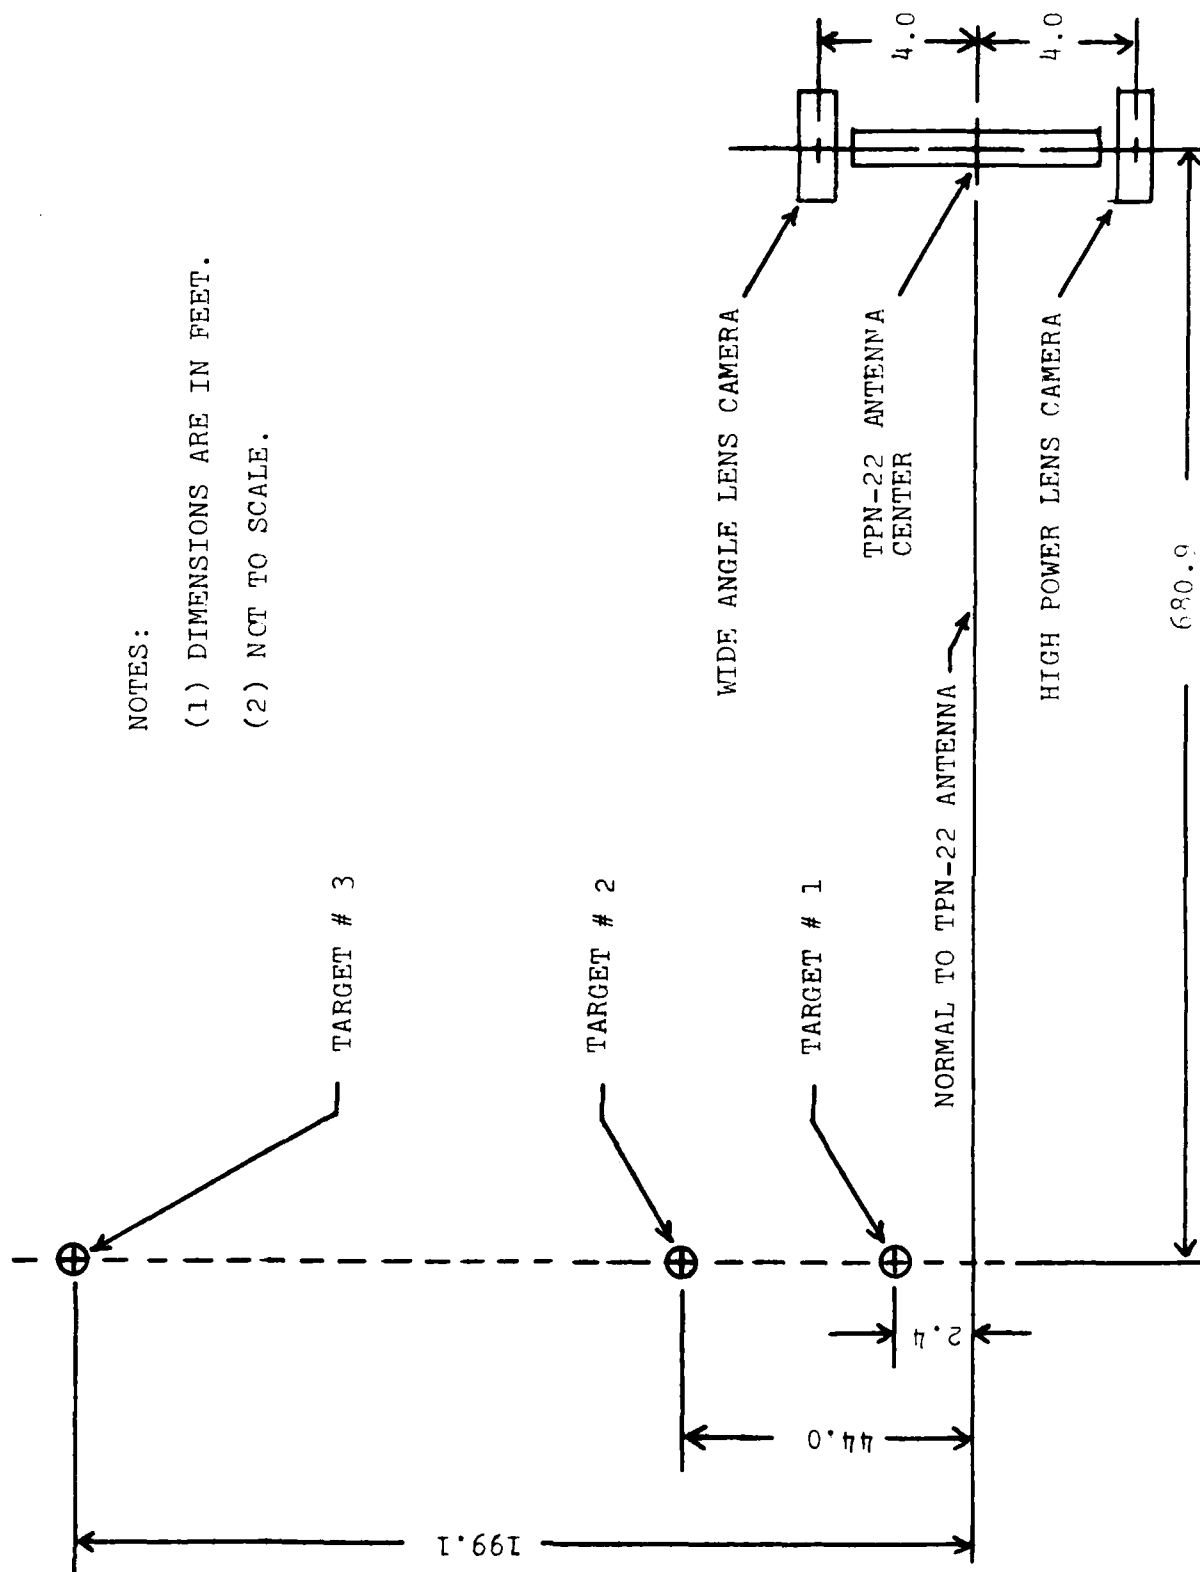 NOTES:
(1) DIMENSIONS ARE IN FEET.
(2) NOT TO SCALE.
TARGET # 3
TARGET # 2
TARGET # 1
199.1
44.0
2.4
WIDE ANGLE LENS CAMERA
TPN-22 ANTENNA
CENTER
NORMAL TO TPN-22 ANTENNA
HIGH POWER LENS CAMERA
4.0
4.0
680.9